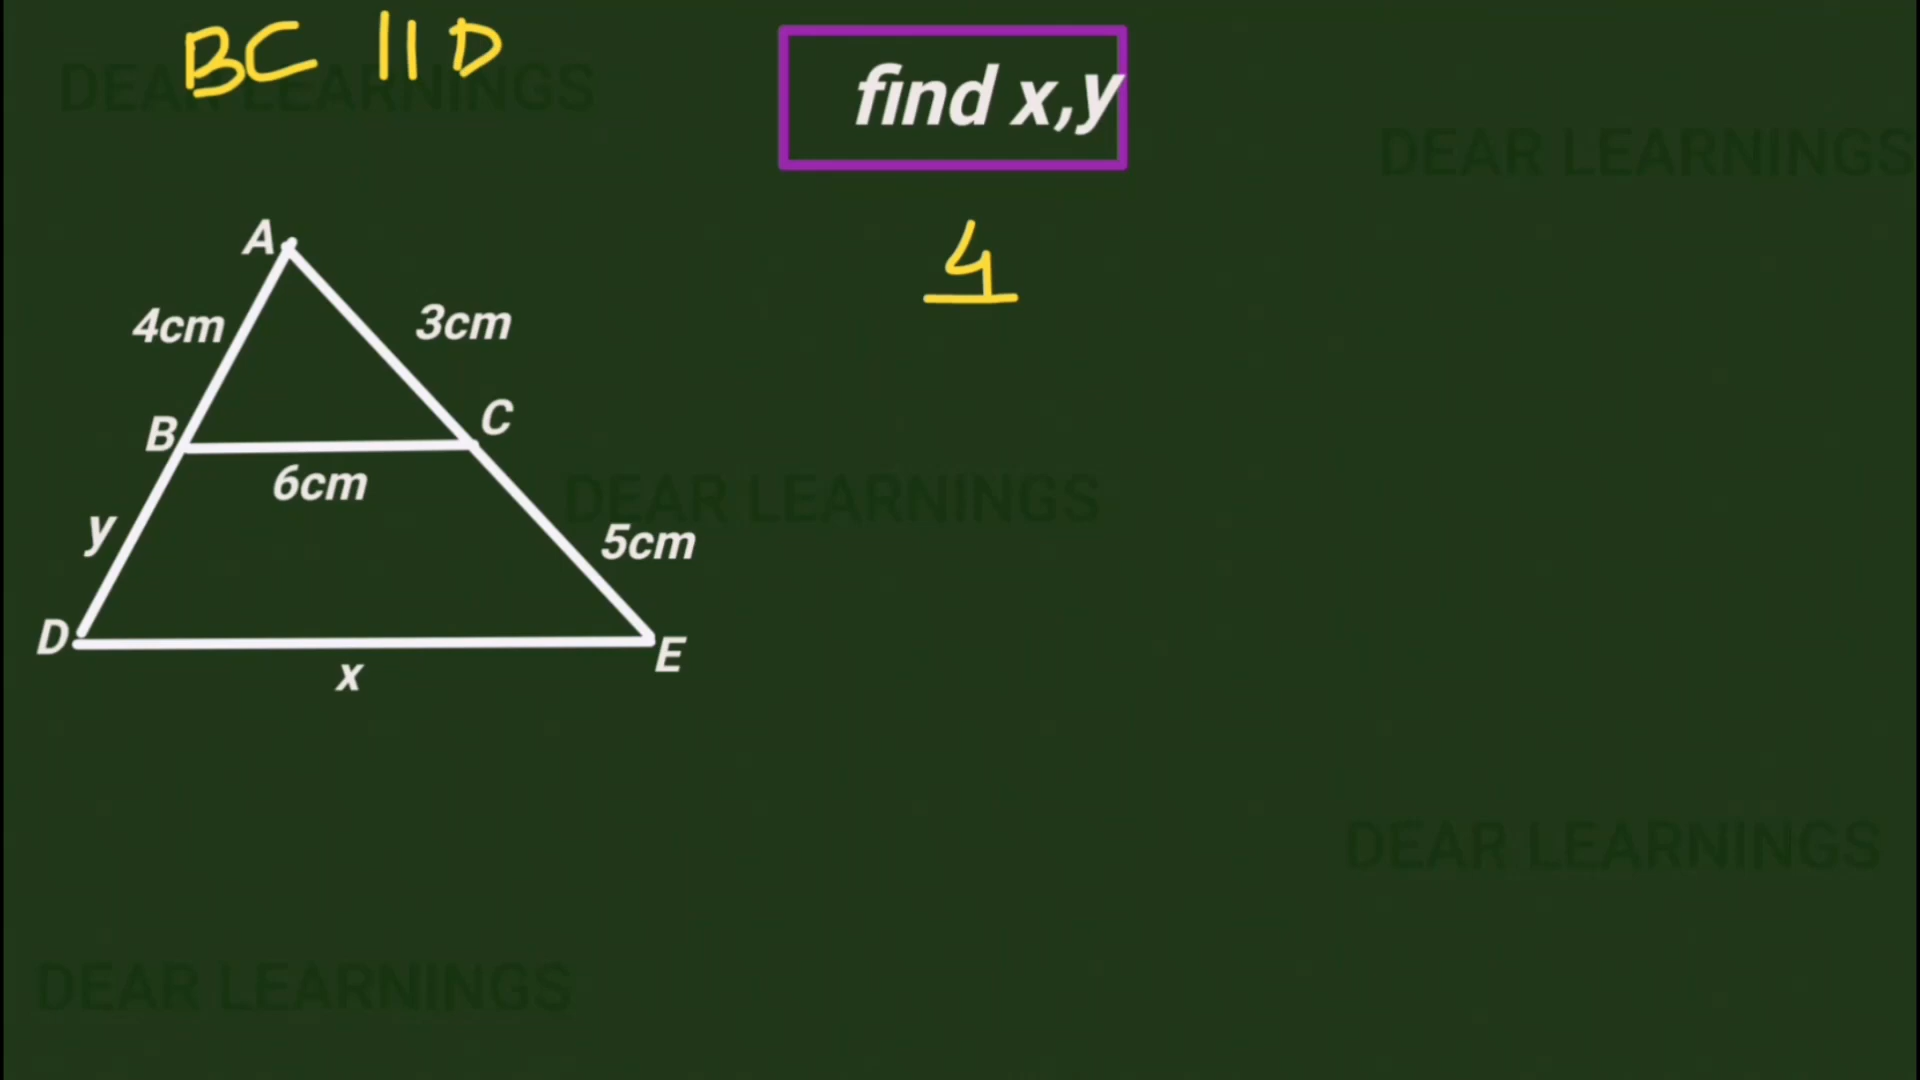 BC || D
find x,y
DEAR LEARNINGS
DEAR LEARNINGS
4
A
4cm
3cm
B
C
6cm
DEAR LEARNINGS
y
5cm
D
E
x
DEAR LEARNINGS
DEAR LEARNINGS